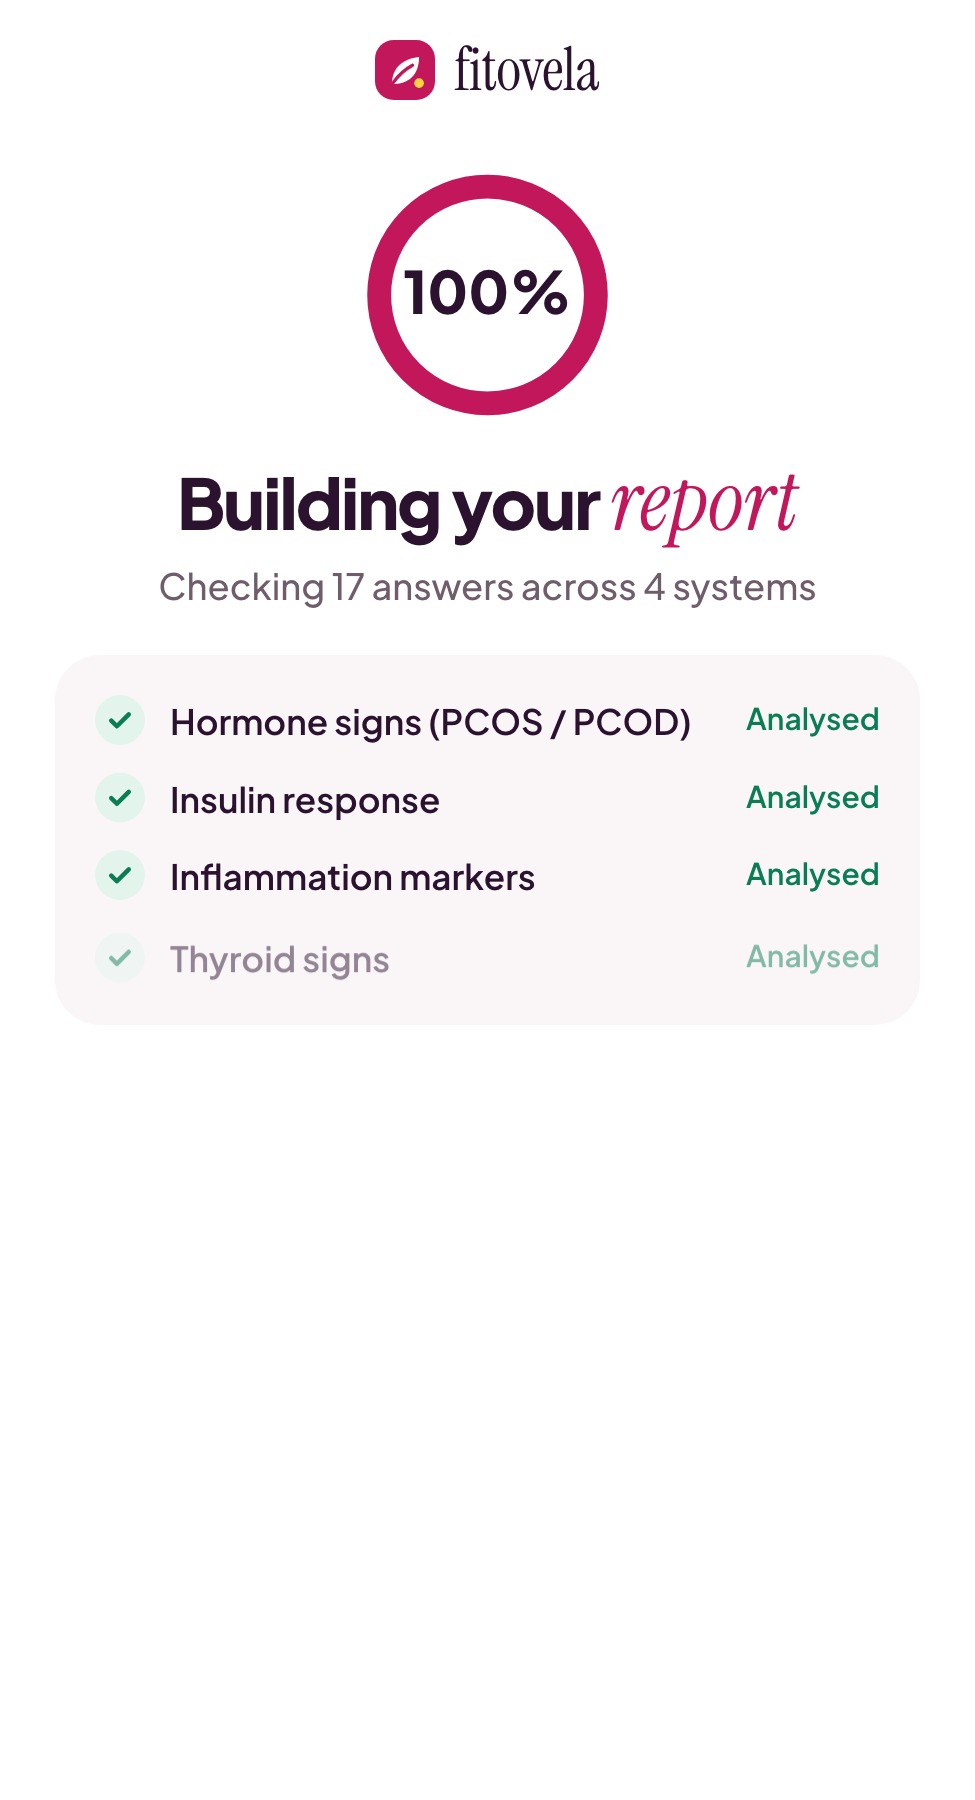 fitovela
100%
Building your report
Checking 17 answers across 4 systems
Hormone signs (PCOS / PCOD) Analysed
Insulin response Analysed
Inflammation markers Analysed
Thyroid signs Analysed